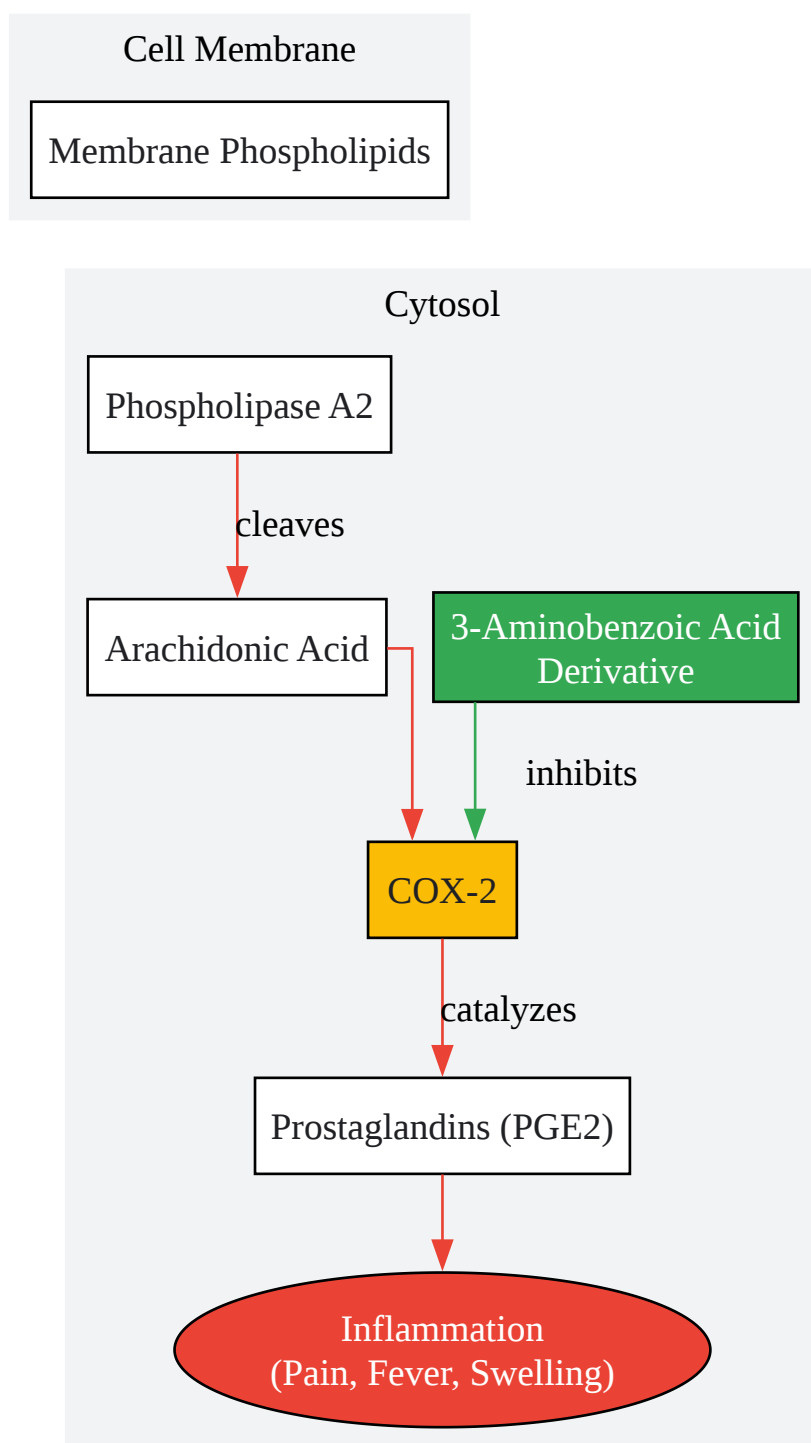 Cell Membrane
Membrane Phospholipids
Cytosol
Phospholipase A2
cleaves
Arachidonic Acid
3-Aminobenzoic Acid
Derivative
inhibits
COX-2
catalyzes
Prostaglandins (PGE2)
Inflammation
(Pain, Fever, Swelling)